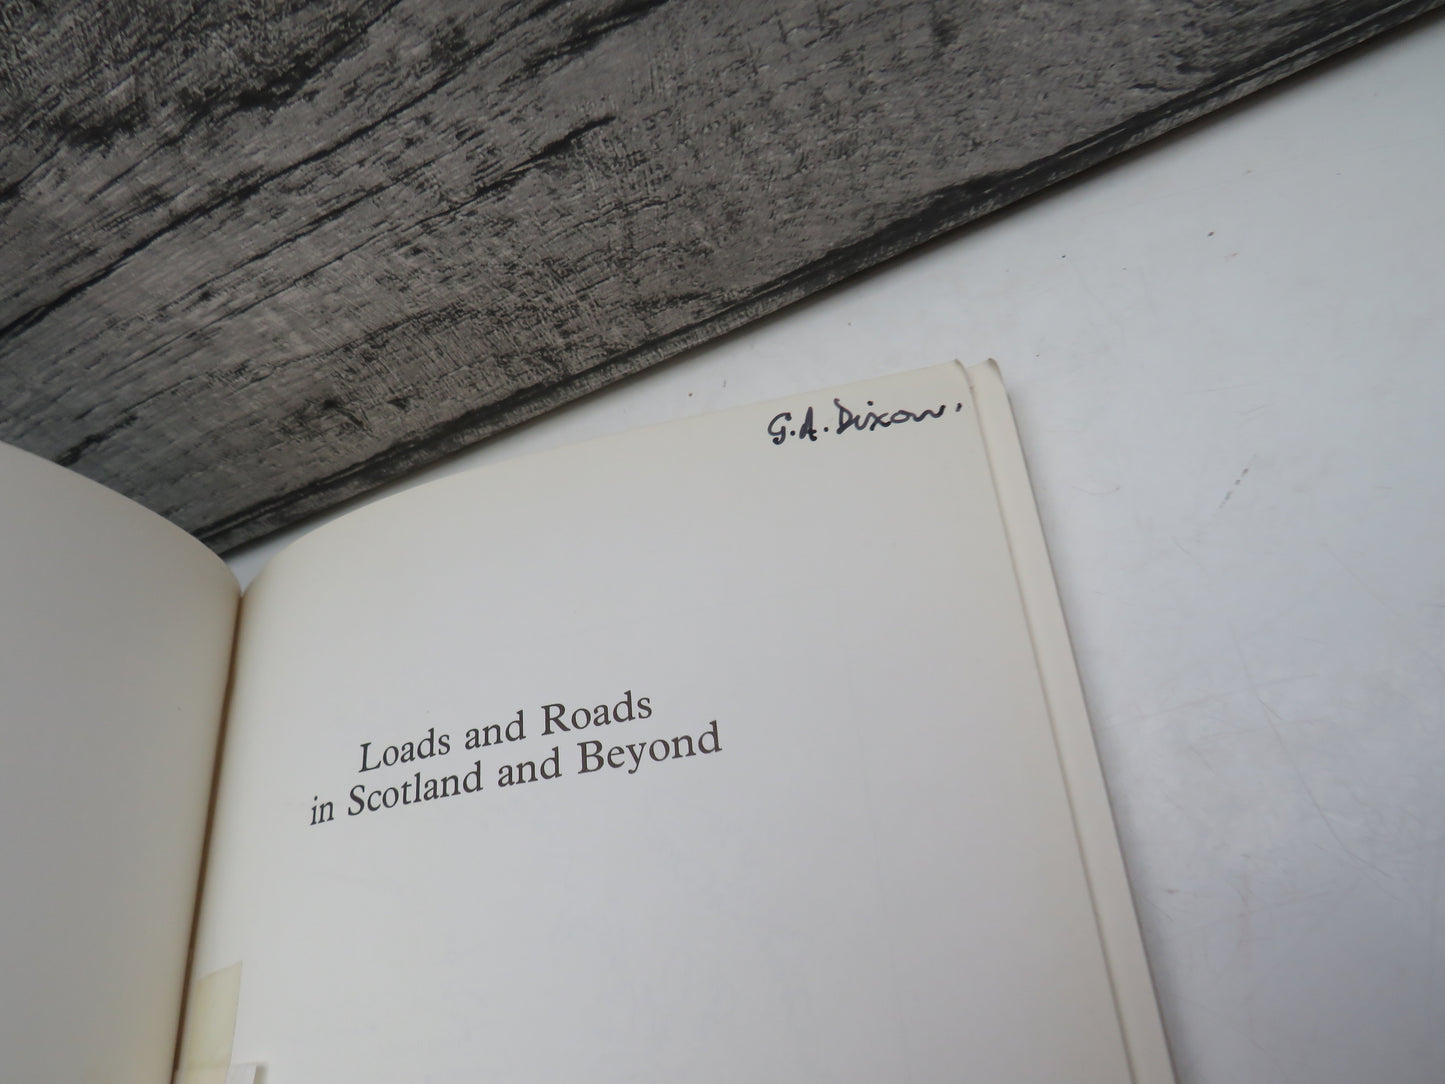 G.A. Dixon.
Loads and Roads
in Scotland and Beyond